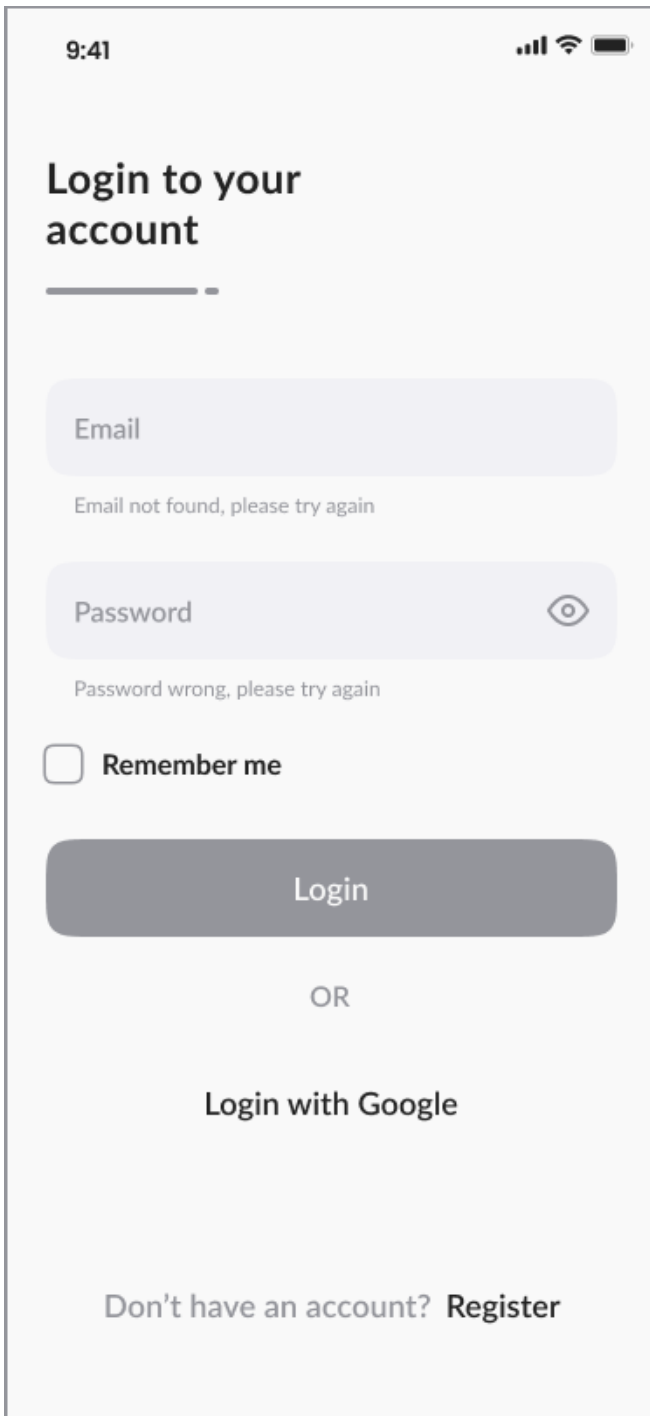 9:41
Login to your
account
Email
Email not found, please try again
Password
Password wrong, please try again
Remember me
Login
OR
Login with Google
Don’t have an account? Register